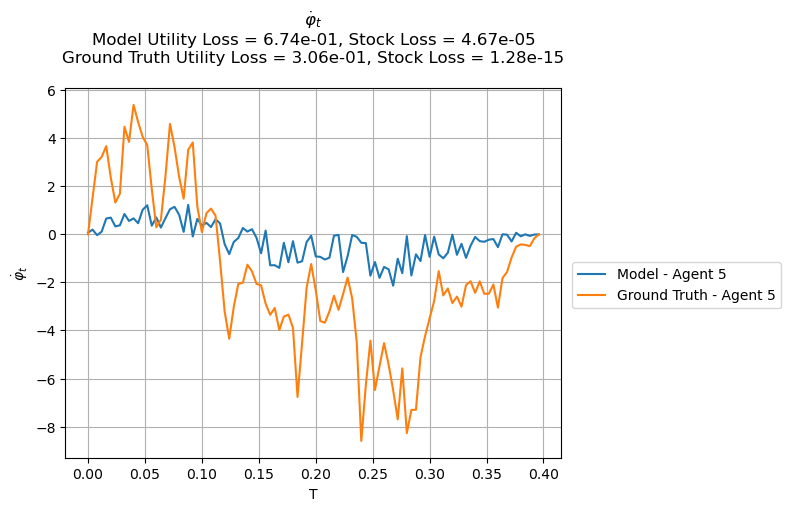 φ̇ₜ
Model Utility Loss = 6.74e-01, Stock Loss = 4.67e-05
Ground Truth Utility Loss = 3.06e-01, Stock Loss = 1.28e-15
6
4
2
0
−2
−4
−6
−8
φ̇ₜ
0.00 0.05 0.10 0.15 0.20 0.25 0.30 0.35 0.40
T
Model - Agent 5
Ground Truth - Agent 5